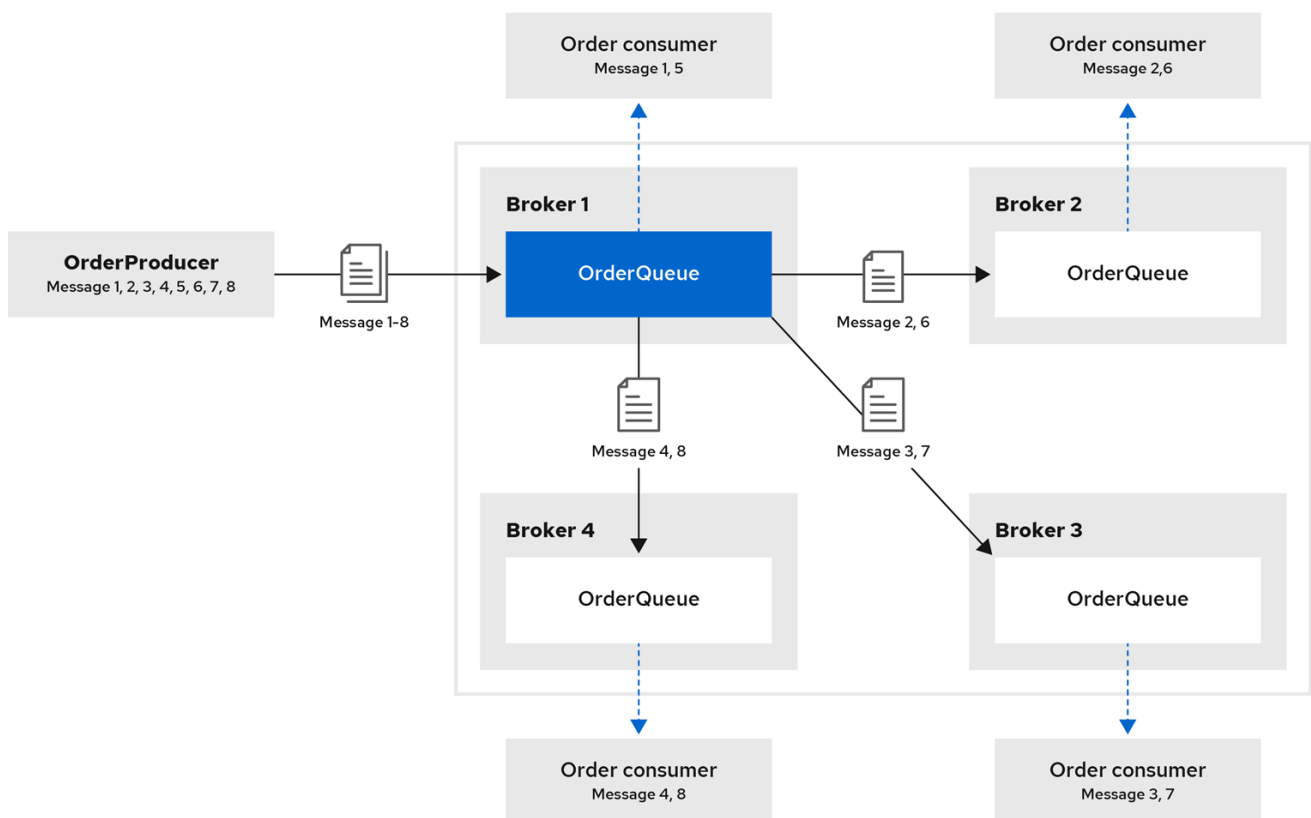 Order consumer
Message 1, 5
Order consumer
Message 2,6
Broker 1
Broker 2
OrderProducer
Message 1, 2, 3, 4, 5, 6, 7, 8
Message 1-8
OrderQueue
Message 2, 6
OrderQueue
Message 4, 8
Message 3, 7
Broker 4
Broker 3
OrderQueue
OrderQueue
Order consumer
Message 4, 8
Order consumer
Message 3, 7